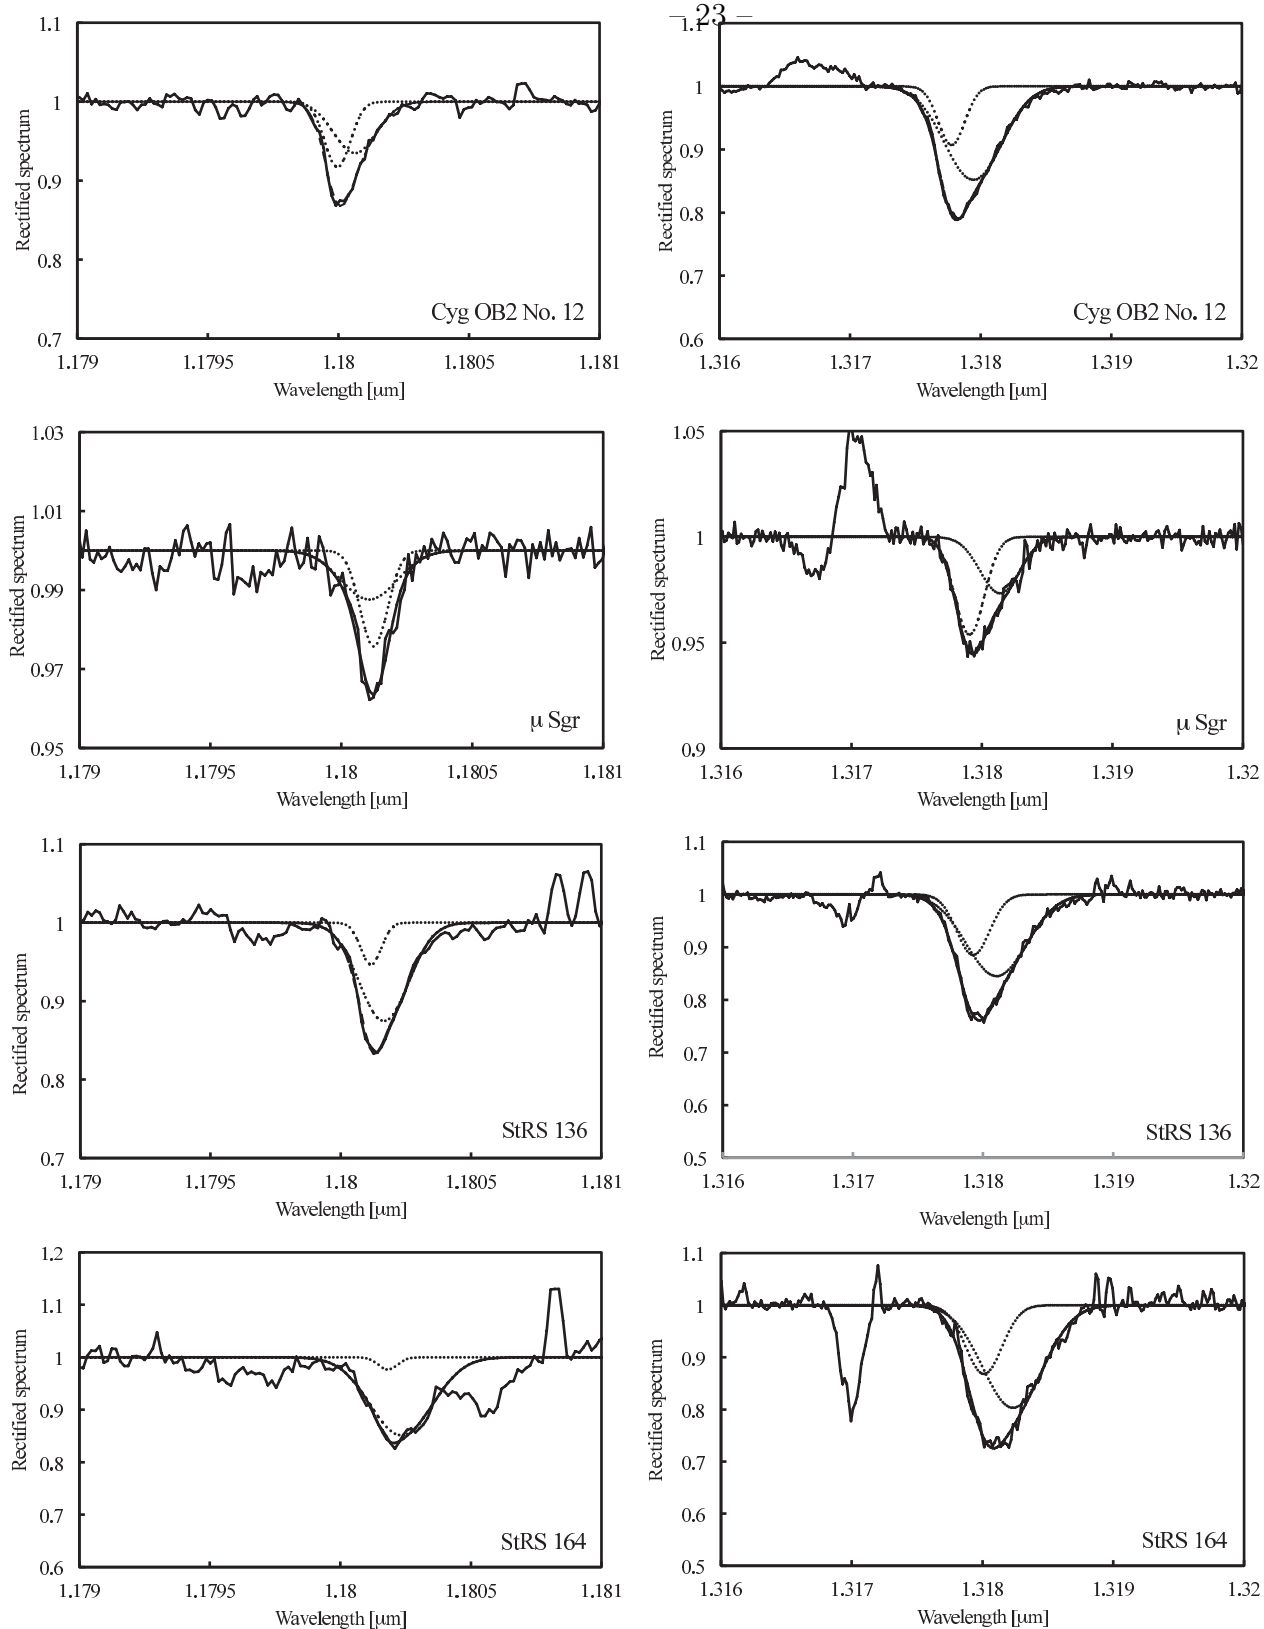 – 23 –
1.1
1
0.9
0.8
0.7
Rectified spectrum
Cyg OB2 No. 12
1.179 1.1795 1.18 1.1805 1.181
Wavelength [μm]
1.1
1
0.9
0.8
0.7
0.6
Rectified spectrum
Cyg OB2 No. 12
1.316 1.317 1.318 1.319 1.32
Wavelength [μm]
1.03
1.01
0.99
0.97
0.95
Rectified spectrum
μ Sgr
1.179 1.1795 1.18 1.1805 1.181
Wavelength [μm]
1.05
1
0.95
0.9
Rectified spectrum
μ Sgr
1.316 1.317 1.318 1.319 1.32
Wavelength [μm]
1.1
1
0.9
0.8
0.7
Rectified spectrum
StRS 136
1.179 1.1795 1.18 1.1805 1.181
Wavelength [μm]
1.1
1
0.9
0.8
0.7
0.6
0.5
Rectified spectrum
StRS 136
1.316 1.317 1.318 1.319 1.32
Wavelength [μm]
1.2
1.1
1
0.9
0.8
0.7
0.6
Rectified spectrum
StRS 164
1.179 1.1795 1.18 1.1805 1.181
Wavelength [μm]
1.1
1
0.9
0.8
0.7
0.6
0.5
Rectified spectrum
StRS 164
1.316 1.317 1.318 1.319 1.32
Wavelength [μm]